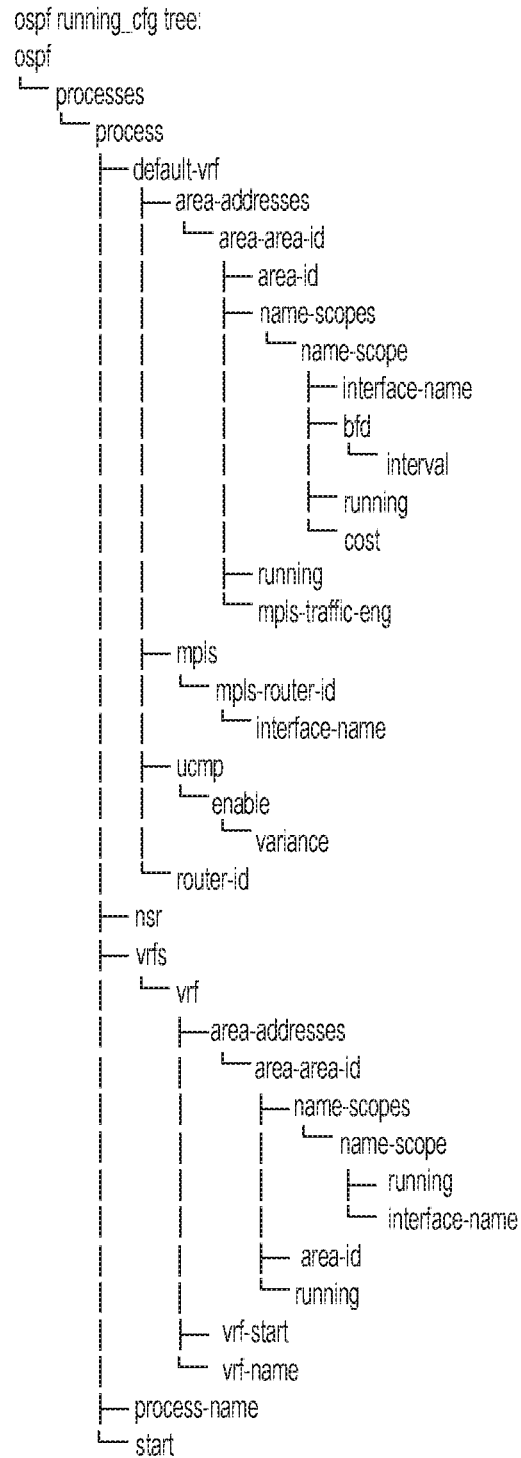 ospf running_cfg tree:
ospf
processes
process
default-vrf
area-addresses
area-area-id
area-id
name-scopes
name-scope
interface-name
bfd
interval
running
cost
running
mpls-traffic-eng
mpls
mpls-router-id
interface-name
ucmp
enable
variance
router-id
nsr
vrfs
vrf
area-addresses
area-area-id
name-scopes
name-scope
running
interface-name
area-id
running
vrf-start
vrf-name
process-name
start